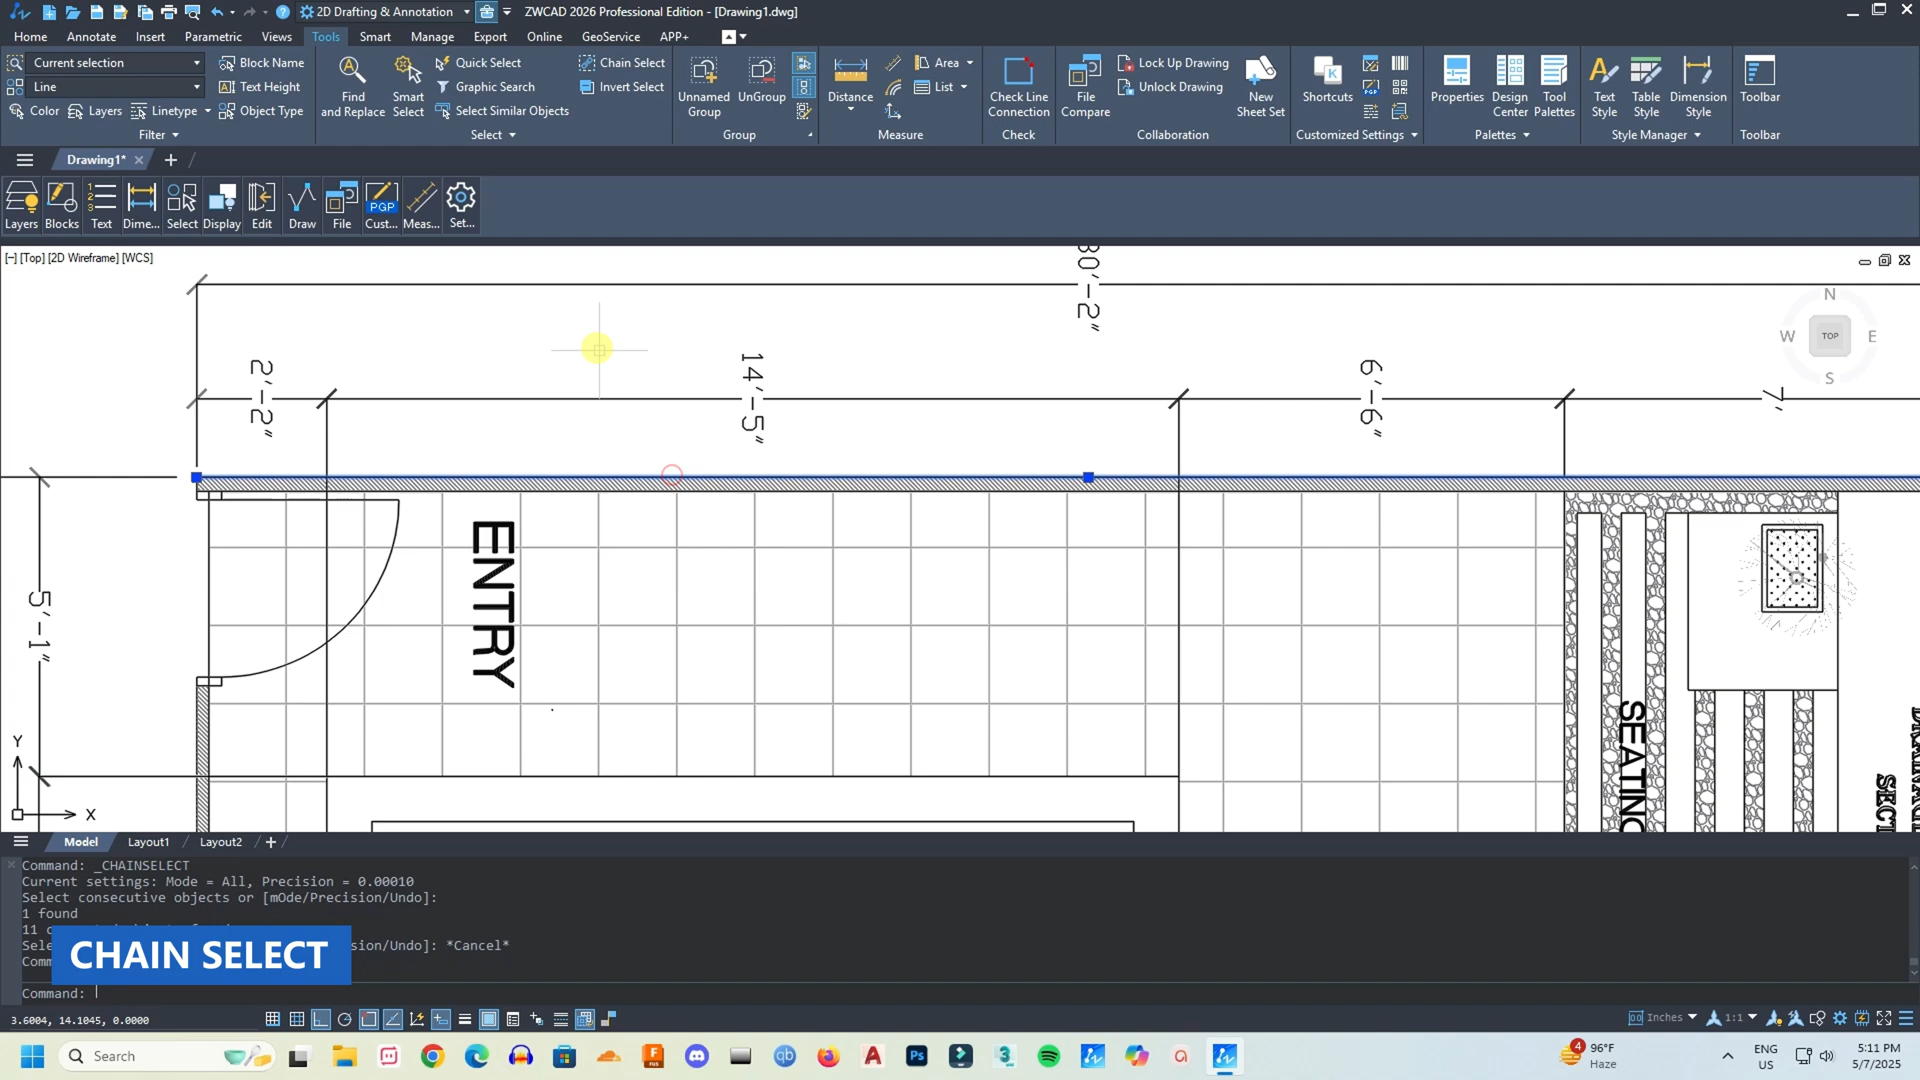 2D Drafting & Annotation
ZWCAD 2026 Professional Edition - [Drawing1.dwg]
Home Annotate Insert Parametric Views Tools Smart Manage Export Online GeoService APP+
Current selection
Line
Color Layers Linetype
Block Name
Text Height
Object Type
Filter
Find and Replace
Smart Select
Quick Select
Graphic Search
Select Similar Objects
Chain Select
Invert Select
Select
Unnamed Group
UnGroup
Group
Distance
Area
List
Measure
Check Line Connection
Check
File Compare
Lock Up Drawing
Unlock Drawing
New Sheet Set
Collaboration
Shortcuts
PGP
Customized Settings
Properties
Design Center
Tool Palettes
Palettes
Text Style
Table Style
Dimension Style
Style Manager
Toolbar
Toolbar
Drawing1*
Layers Blocks Text Dime... Select Display Edit Draw File Cust... Meas... Set...
PGP
[−] [Top] [2D Wireframe] [WCS]
30'-2"
N
W TOP E
S
2'-2"
14'-5"
6'-6"
7'
5'-1"
ENTRY
SEATING
Y
X
Model Layout1 Layout2
Command: _CHAINSELECT
Current settings: Mode = All, Precision = 0.00010
Select consecutive objects or [mOde/Precision/Undo]:
1 found
11
Sele sion/Undo]: *Cancel*
Comm
CHAIN SELECT
Command:
3.6004, 14.1045, 0.0000
Inches
1:1
Search
4
96°F
Haze
ENG
US
5:11 PM
5/7/2025